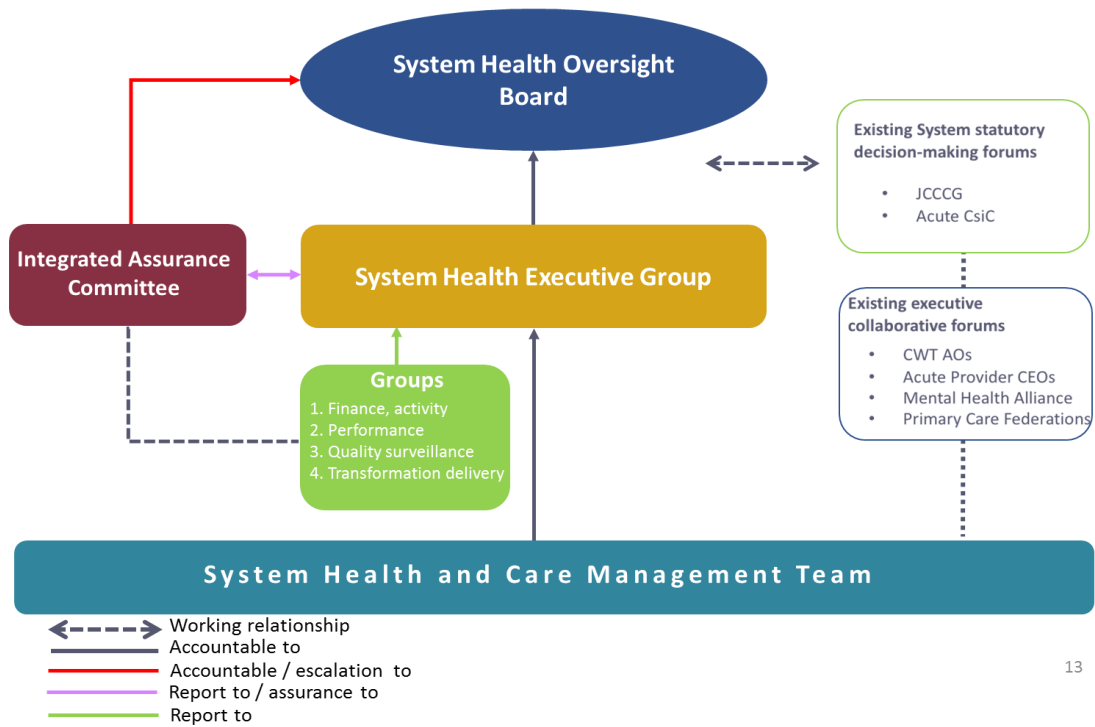 System Health Oversight
Board
Existing System statutory
decision-making forums
• JCCCG
• Acute CsiC
Integrated Assurance
Committee
System Health Executive Group
Existing executive
collaborative forums
• CWT AOs
• Acute Provider CEOs
• Mental Health Alliance
• Primary Care Federations
Groups
1. Finance, activity
2. Performance
3. Quality surveillance
4. Transformation delivery
System Health and Care Management Team
Working relationship
Accountable to
Accountable / escalation to
Report to / assurance to
Report to
13